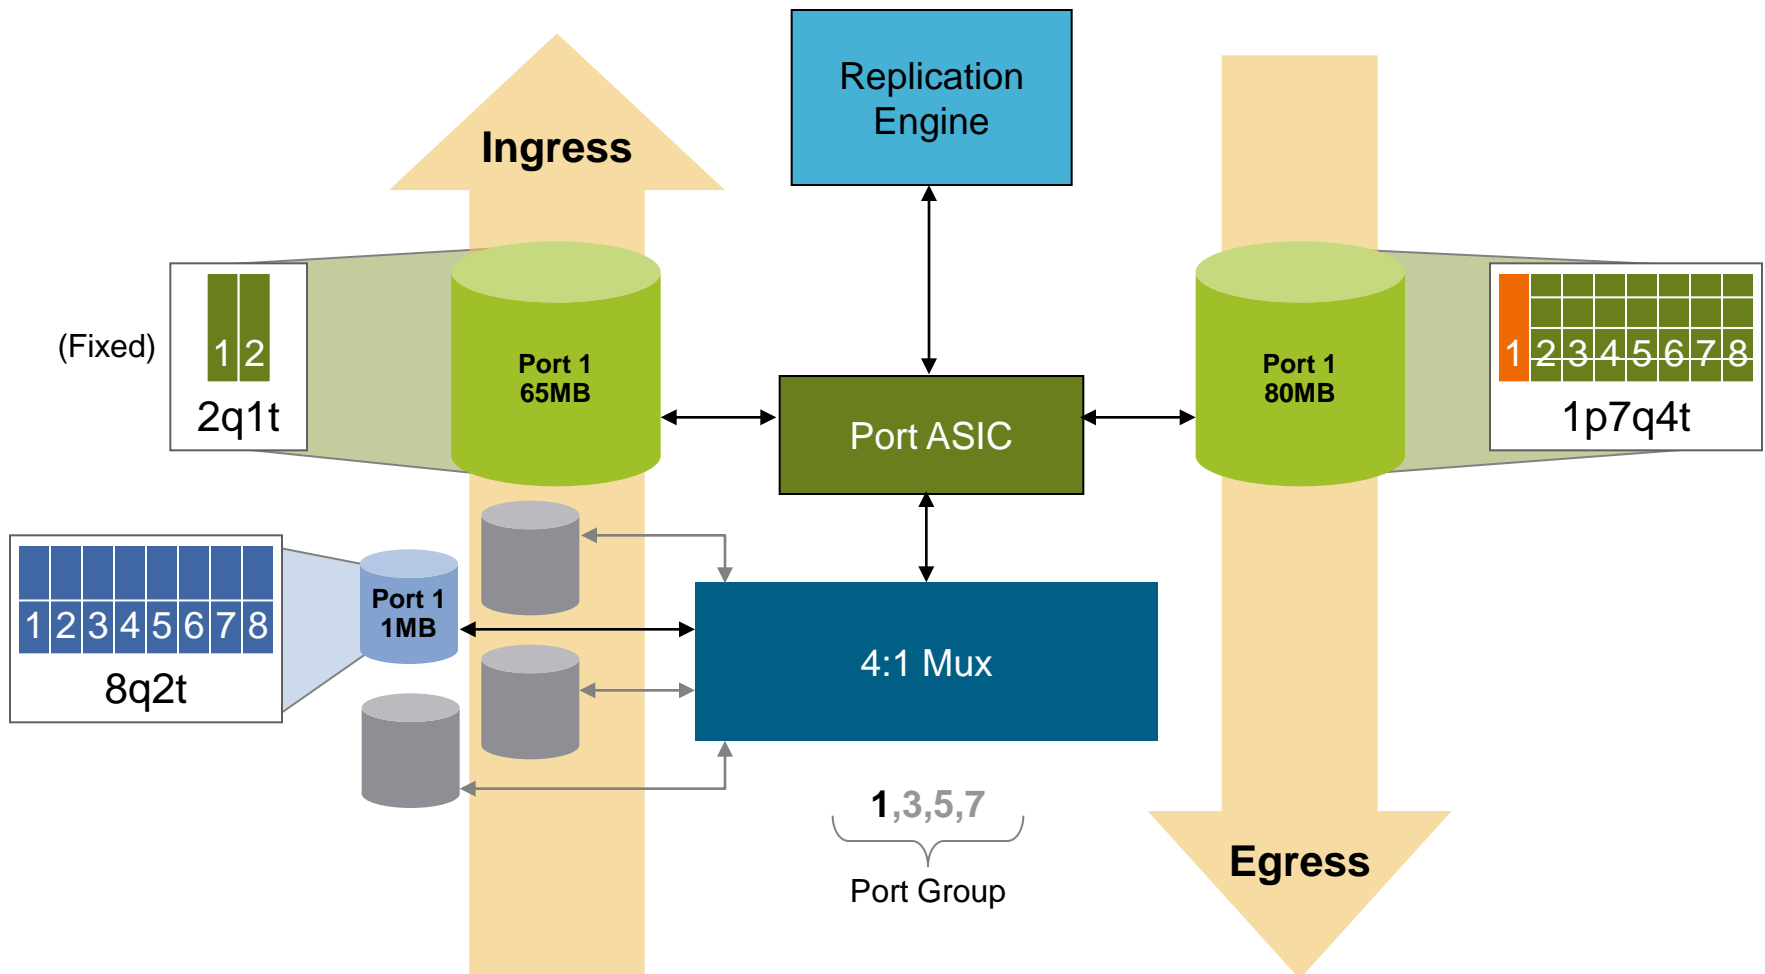 Replication
Engine
Ingress
(Fixed)
1 2
2q1t
Port 1
65MB
Port ASIC
Port 1
80MB
1 2 3 4 5 6 7 8
1p7q4t
1 2 3 4 5 6 7 8
8q2t
Port 1
1MB
4:1 Mux
1,3,5,7
Port Group
Egress